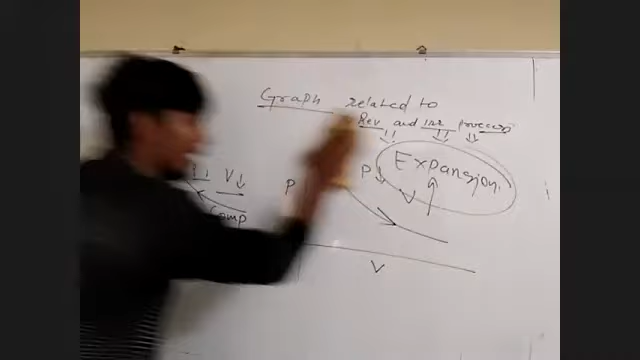 Graph related to
Rev and irr process
Expansion
P↓ V↑
V↓
P
Comp
V